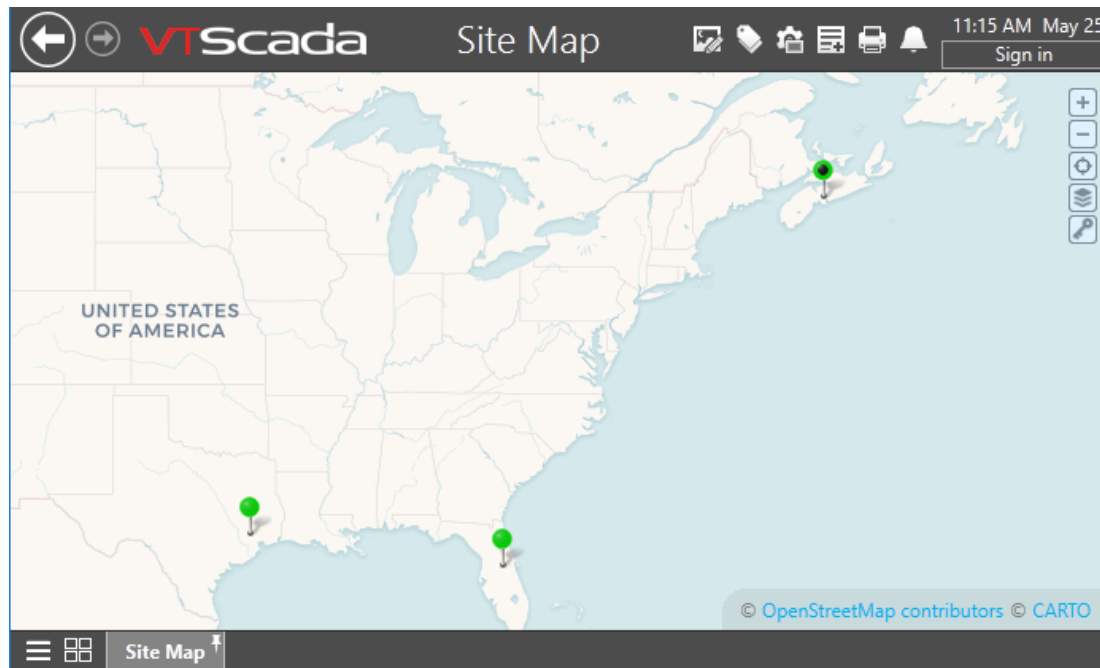 VTScada
Site Map
11:15 AM May 25
Sign in
UNITED STATES
OF AMERICA
© OpenStreetMap contributors © CARTO
Site Map